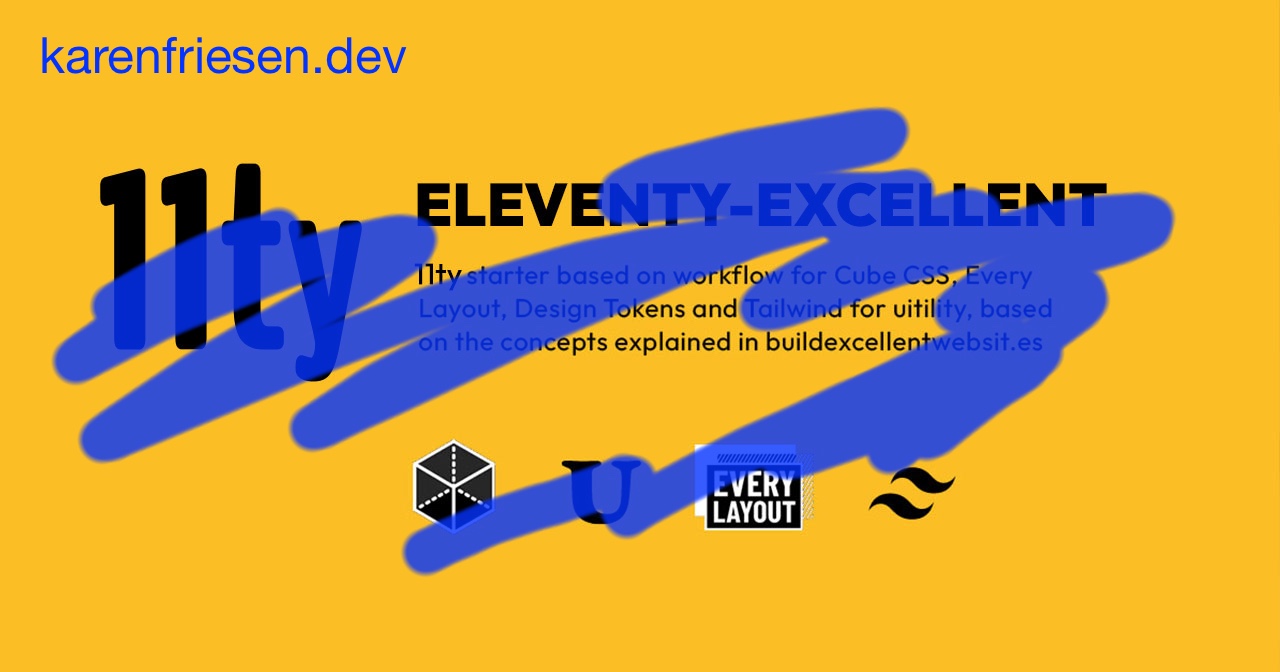 karenfriesen.dev
11ty
ELEVENTY-EXCELLENT
11ty starter based on workflow for Cube CSS, Every
Layout, Design Tokens and Tailwind for uitility, based
on the concepts explained in buildexcellentwebsit.es
U
EVERY
LAYOUT